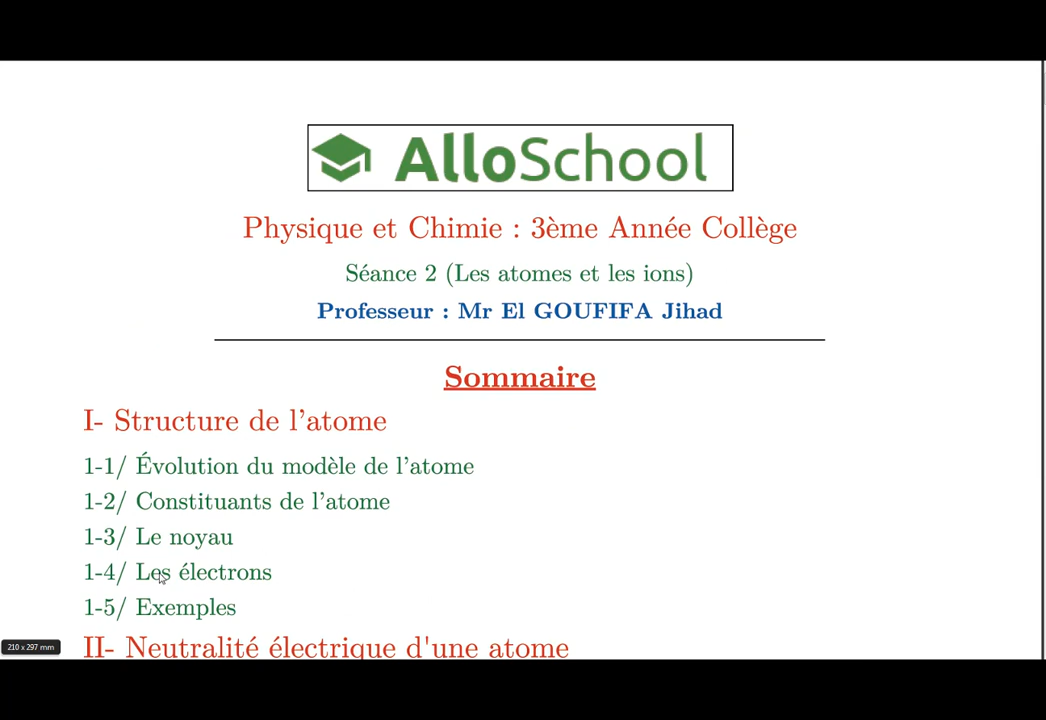 AlloSchool
Physique et Chimie : 3ème Année Collège
Séance 2 (Les atomes et les ions)
Professeur : Mr El GOUFIFA Jihad
Sommaire
I- Structure de l'atome
1-1/ Évolution du modèle de l'atome
1-2/ Constituants de l'atome
1-3/ Le noyau
1-4/ Les électrons
1-5/ Exemples
210 x 297 mm
II- Neutralité électrique d'une atome